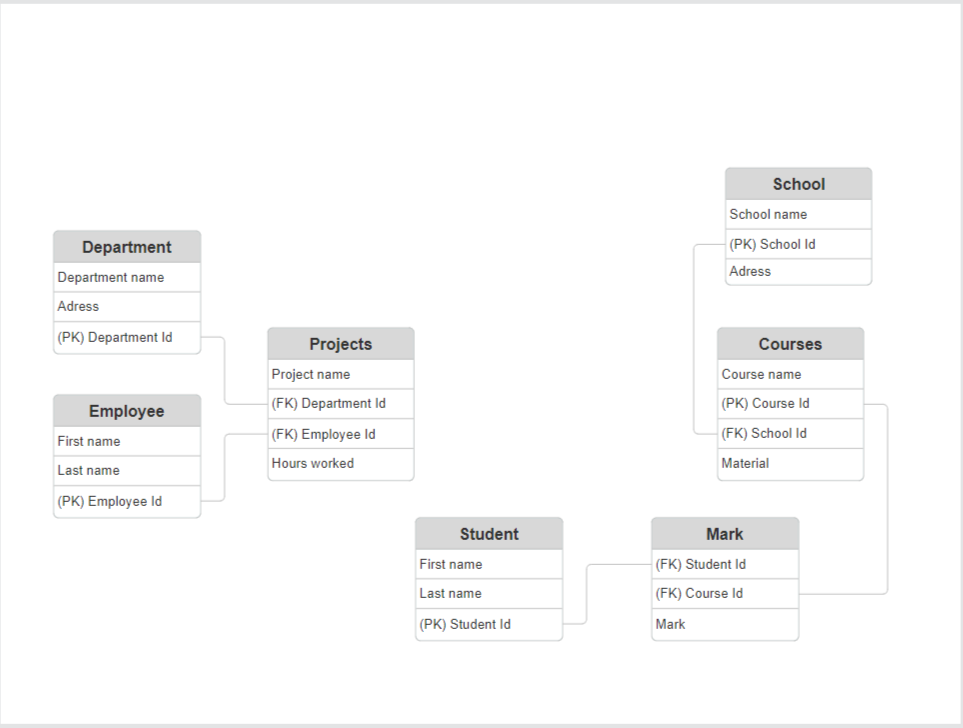 Department
Department name
Adress
(PK) Department Id
Employee
First name
Last name
(PK) Employee Id
Projects
Project name
(FK) Department Id
(FK) Employee Id
Hours worked
School
School name
(PK) School Id
Adress
Courses
Course name
(PK) Course Id
(FK) School Id
Material
Student
First name
Last name
(PK) Student Id
Mark
(FK) Student Id
(FK) Course Id
Mark